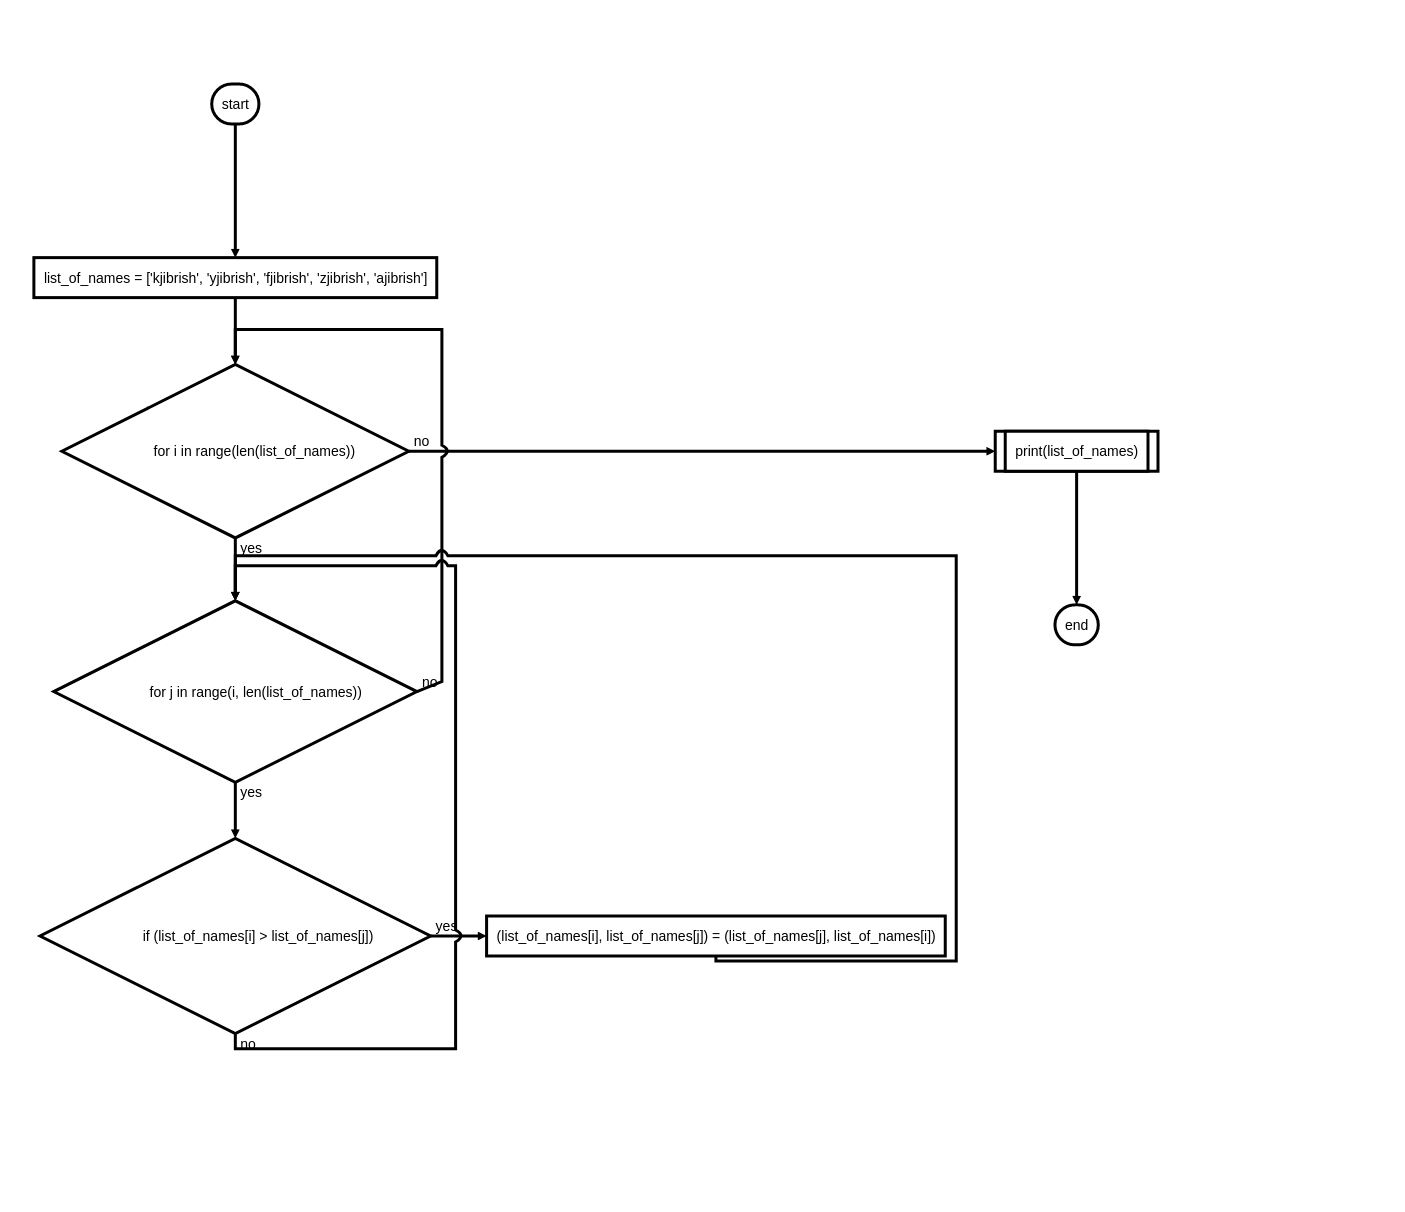 start
list_of_names = ['kjibrish', 'yjibrish', 'fjibrish', 'zjibrish', 'ajibrish']
for i in range(len(list_of_names))
no
print(list_of_names)
yes
end
for j in range(i, len(list_of_names))
no
yes
if (list_of_names[i] > list_of_names[j])
yes
(list_of_names[i], list_of_names[j]) = (list_of_names[j], list_of_names[i])
no